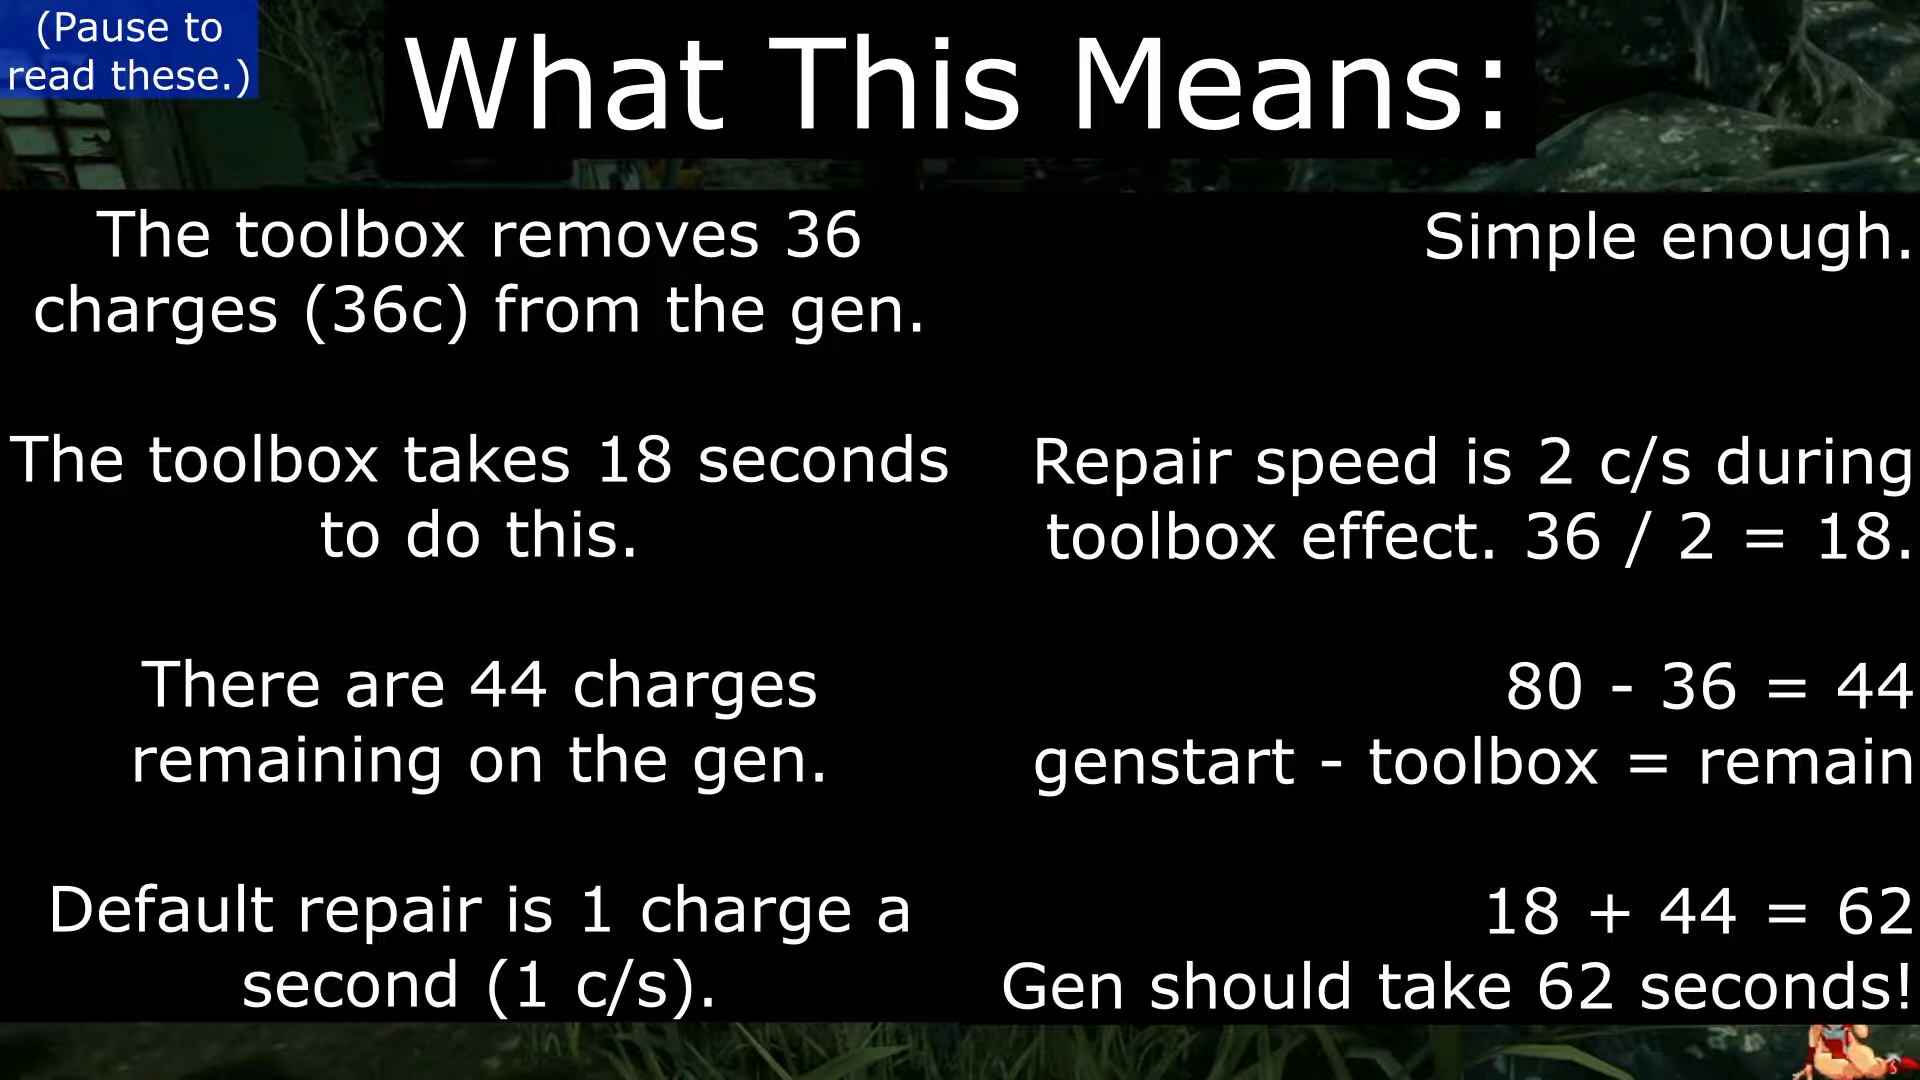 (Pause to
read these.)
What This Means:
The toolbox removes 36
charges (36c) from the gen.
Simple enough.
The toolbox takes 18 seconds
to do this.
Repair speed is 2 c/s during
toolbox effect. 36 / 2 = 18.
There are 44 charges
remaining on the gen.
80 - 36 = 44
genstart - toolbox = remain
Default repair is 1 charge a
second (1 c/s).
18 + 44 = 62
Gen should take 62 seconds!